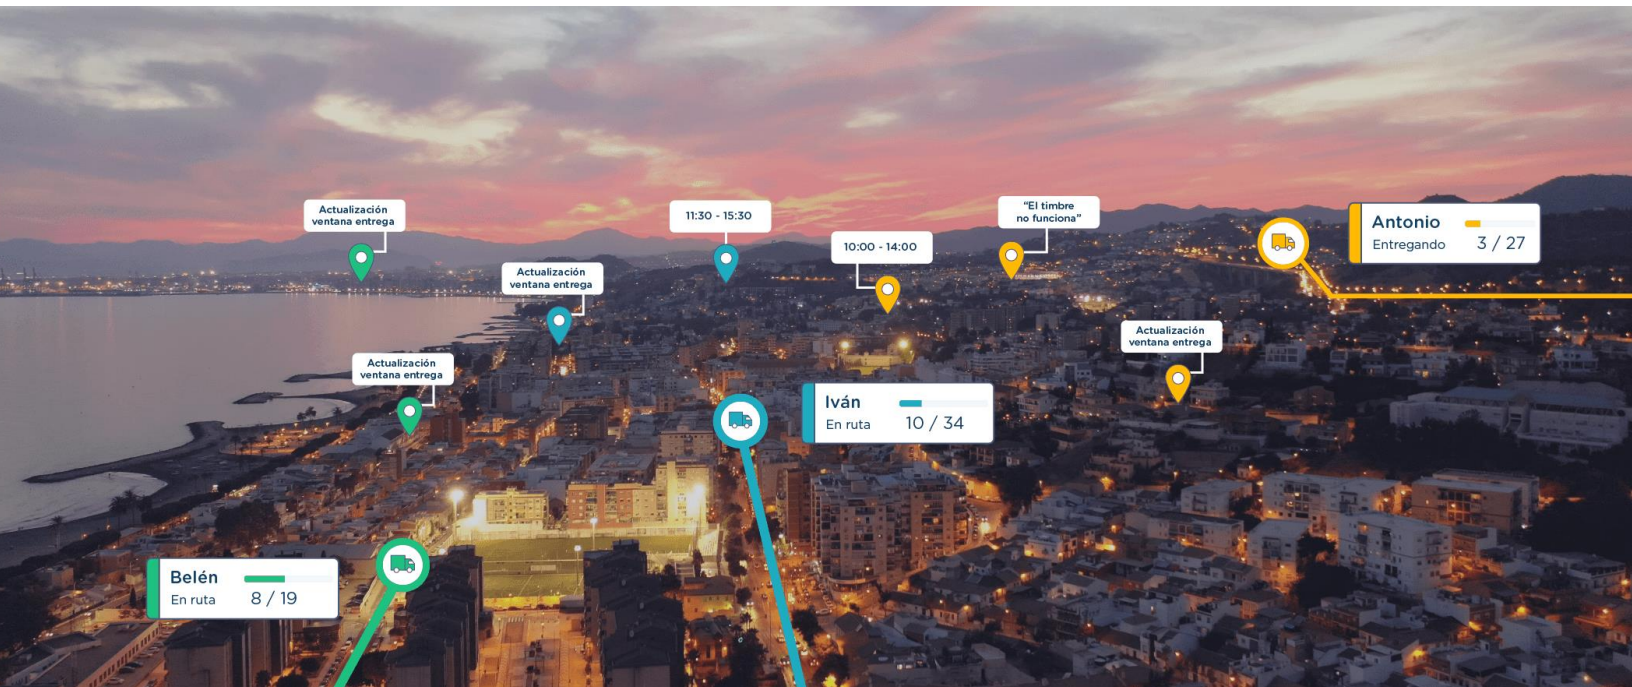 Actualización
ventana entrega
11:30 - 15:30
"El timbre
no funciona"
Antonio
Entregando 3 / 27
10:00 - 14:00
Actualización
ventana entrega
Actualización
ventana entrega
Actualización
ventana entrega
Iván
En ruta 10 / 34
Belén
En ruta 8 / 19